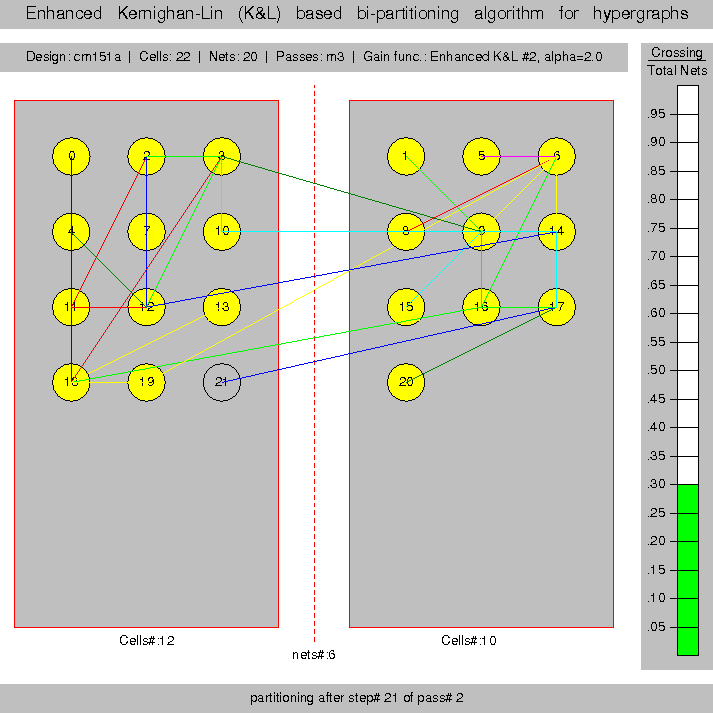 Enhanced Kernighan-Lin (K&L) based bi-partitioning algorithm for hypergraphs
Design: cm151a | Cells: 22 | Nets: 20 | Passes: m3 | Gain func.: Enhanced K&L #2, alpha=2.0
Crossing
Total Nets
.95
.90
.85
.80
.75
.70
.65
.60
.55
.50
.45
.40
.35
.30
.25
.20
.15
.10
.05
0 2 3 1 5 6
4 7 10 8 9 14
11 12 13 15 16 17
18 19 21 20
Cells#:12
Cells#:10
nets#:6
partitioning after step# 21 of pass# 2